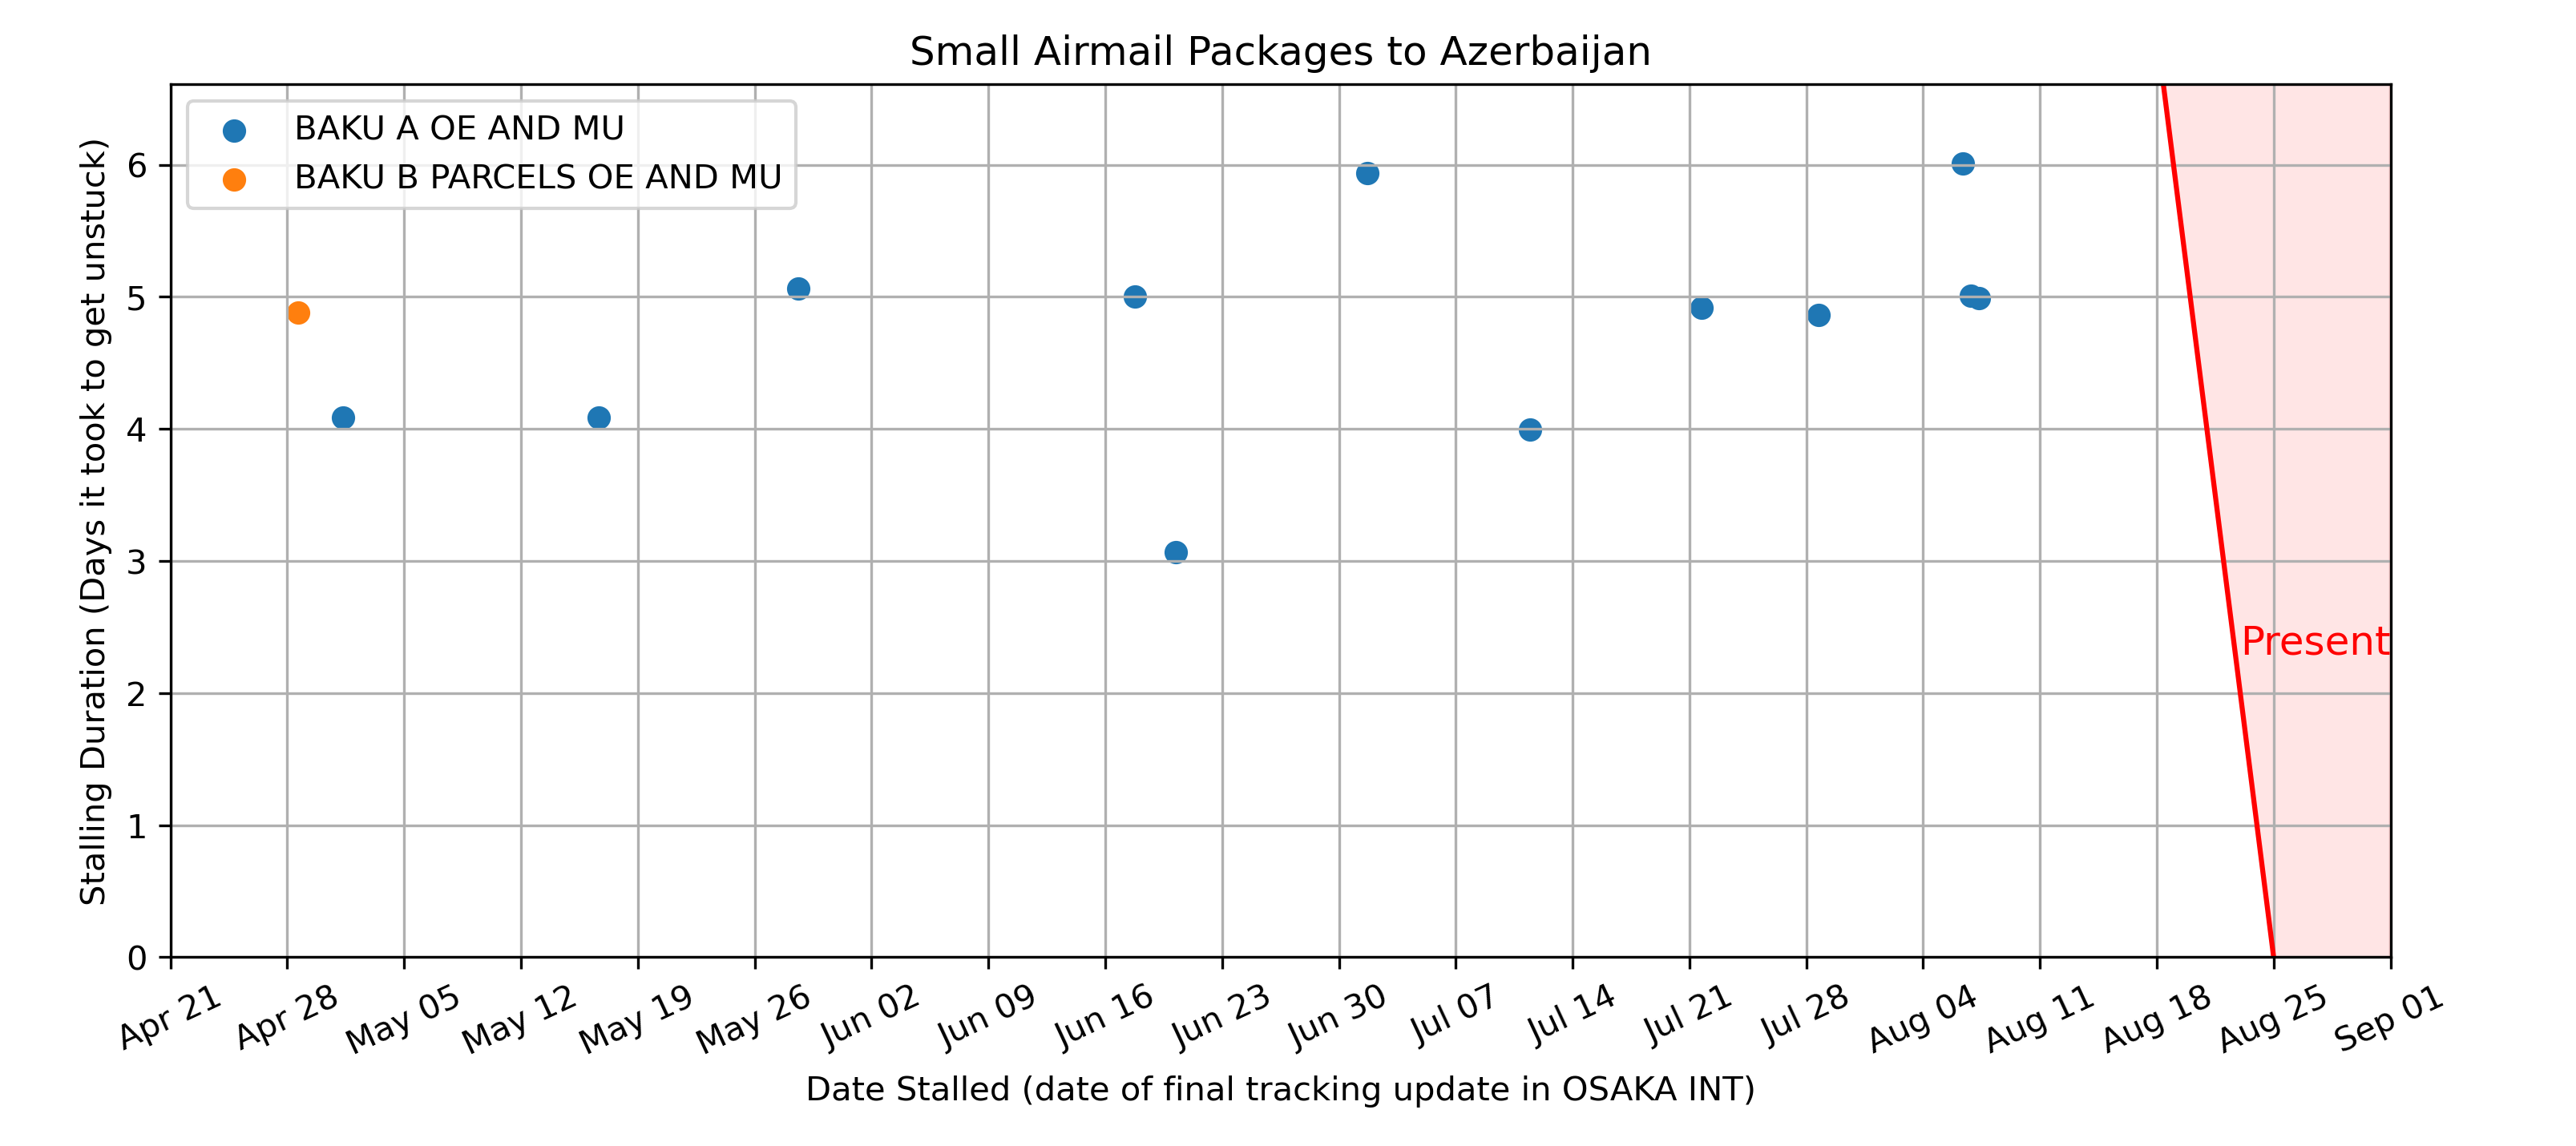 Small Airmail Packages to Azerbaijan
BAKU A OE AND MU
BAKU B PARCELS OE AND MU
Stalling Duration (Days it took to get unstuck)
6
5
4
3
2
1
0
Present
Apr 21
Apr 28
May 05
May 12
May 19
May 26
Jun 02
Jun 09
Jun 16
Jun 23
Jun 30
Jul 07
Jul 14
Jul 21
Jul 28
Aug 04
Aug 11
Aug 18
Aug 25
Sep 01
Date Stalled (date of final tracking update in OSAKA INT)